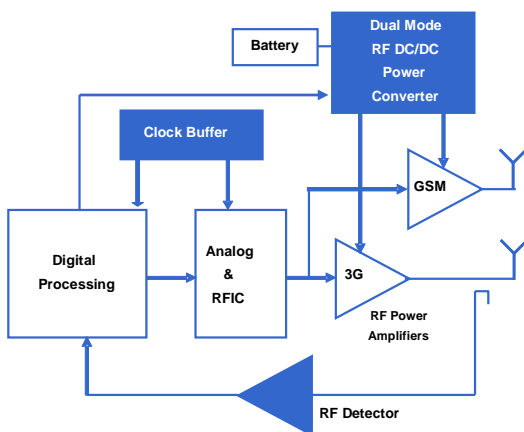 Dual Mode
RF DC/DC
Power
Converter
Battery
Clock Buffer
GSM
Digital
Processing
Analog
&
RFIC
3G
RF Power
Amplifiers
RF Detector